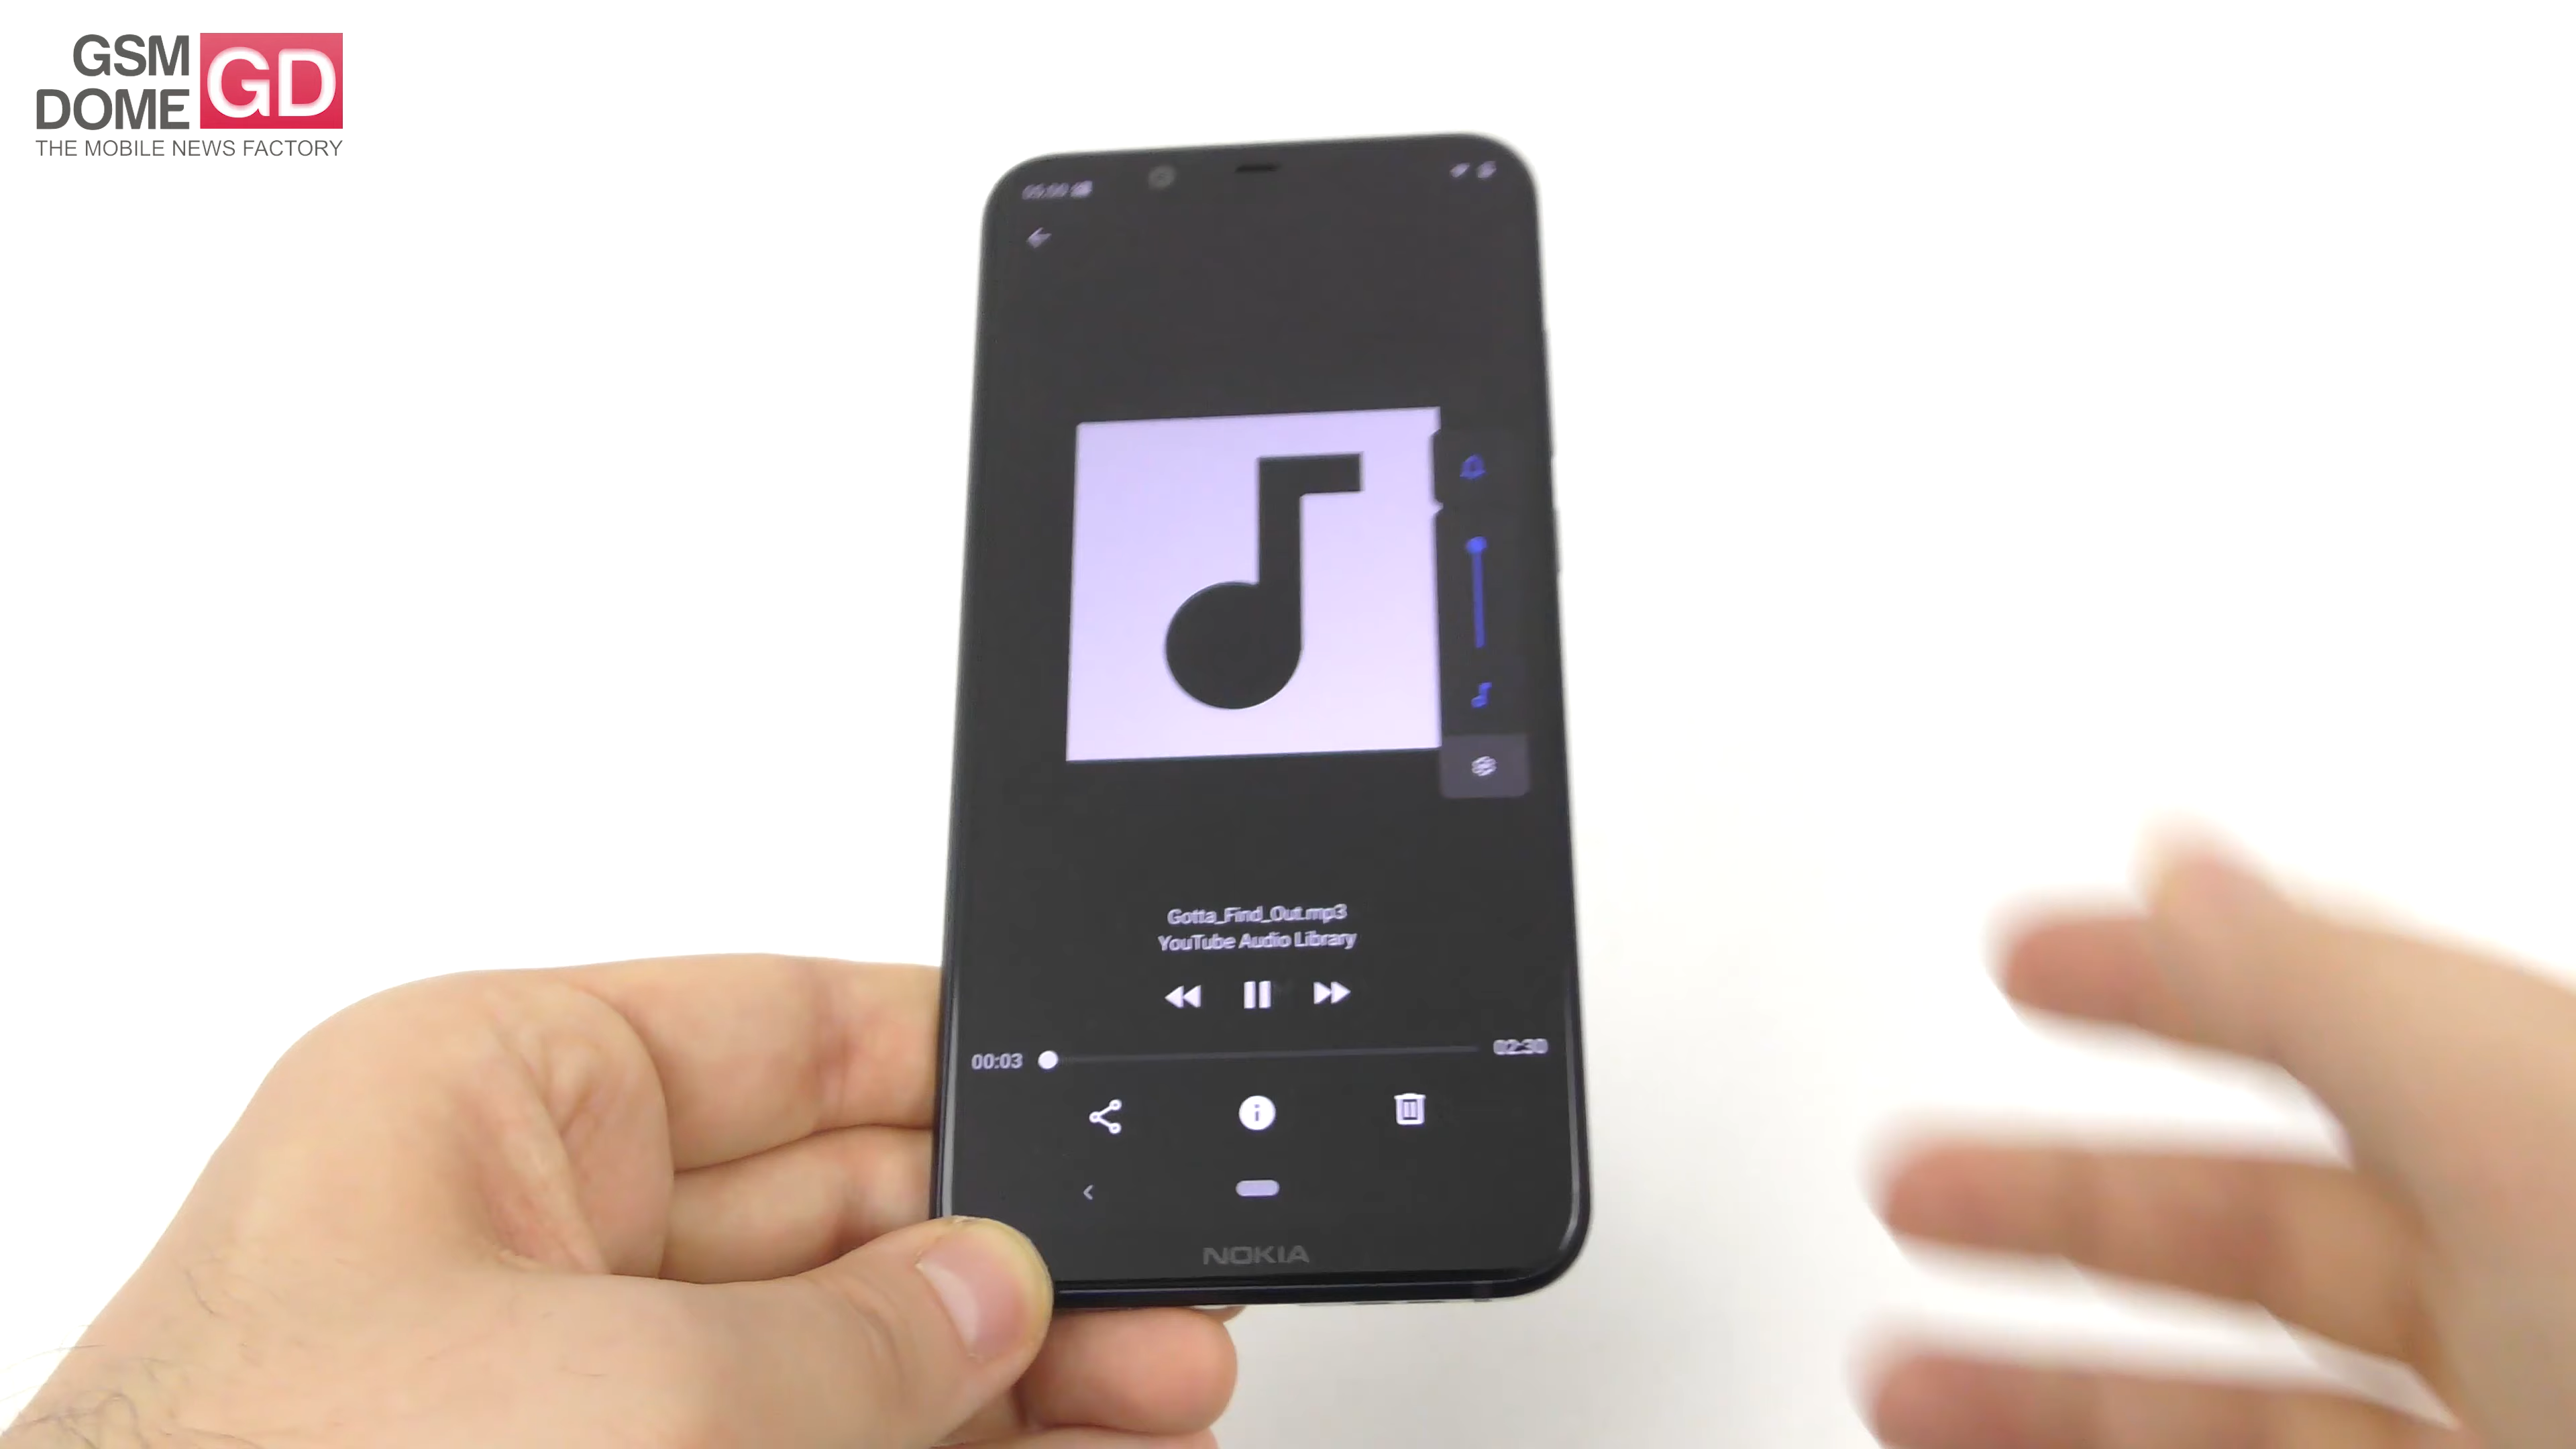 GSM
DOME
GD
THE MOBILE NEWS FACTORY
Gotta_Find_Out.mp3
YouTube Audio Library
00:03
02:30
NOKIA